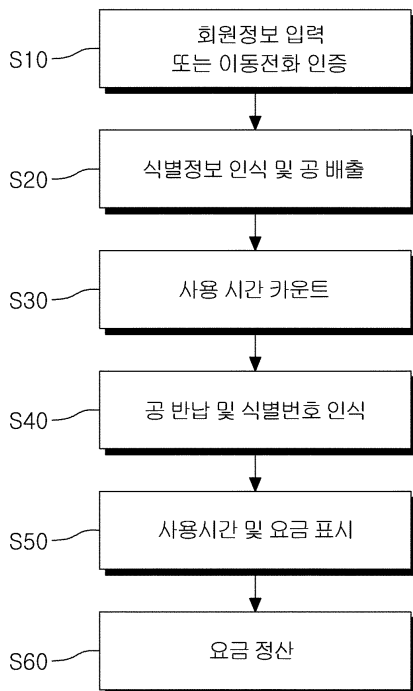 S10
회원정보 입력
또는 이동전화 인증
S20
식별정보 인식 및 공 배출
S30
사용 시간 카운트
S40
공 반납 및 식별번호 인식
S50
사용시간 및 요금 표시
S60
요금 정산